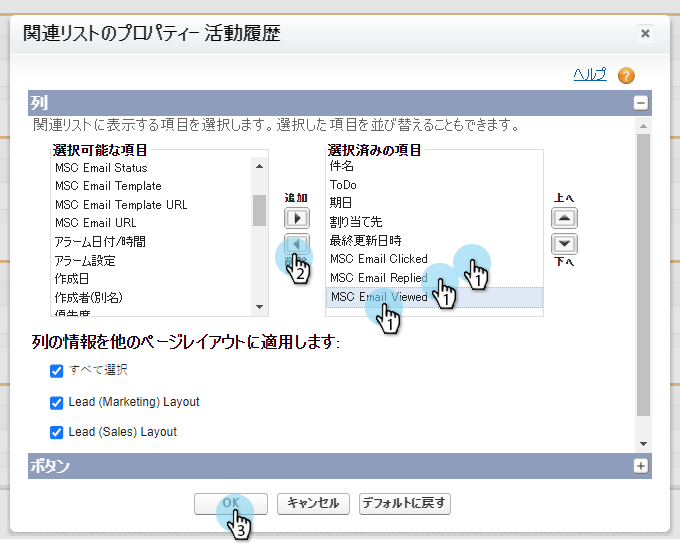 関連リストのプロパティー 活動履歴
ヘルプ ?
列
関連リストに表示する項目を選択します。選択した項目を並び替えることもできます。
選択可能な項目
MSC Email Status
MSC Email Template
MSC Email Template URL
MSC Email URL
アラーム日付/時間
アラーム設定
作成日
作成者(別名)
優先度
追加
2
選択済みの項目
件名
ToDo
期日
割り当て先
最終更新日時
MSC Email Clicked
MSC Email Replied
MSC Email Viewed
1
1
1
上へ
下へ
列の情報を他のページレイアウトに適用します:
すべて選択
Lead (Marketing) Layout
Lead (Sales) Layout
ボタン
OK
キャンセル
デフォルトに戻す
3